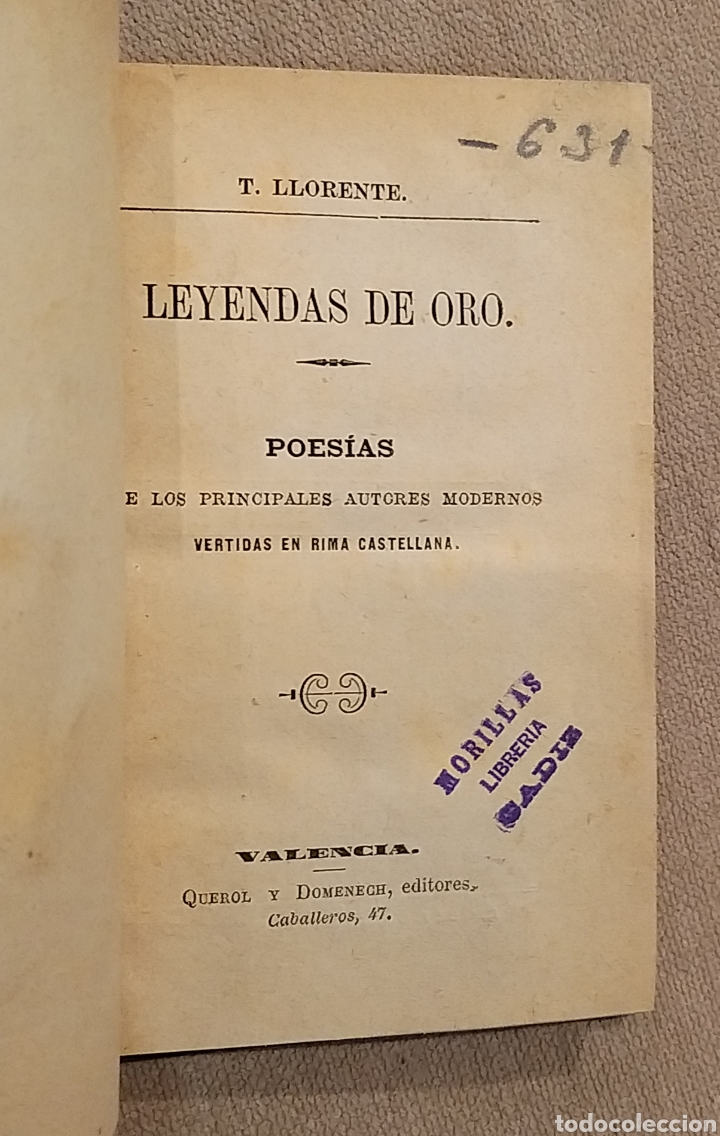 - 631
T. LLORENTE.
LEYENDAS DE ORO.
POESÍAS
E LOS PRINCIPALES AUTORES MODERNOS
VERTIDAS EN RIMA CASTELLANA.
MORILLAS
LIBRERIA
CADIZ
VALENCIA.
QUEROL Y DOMENECH, editores,
Caballeros, 47.
todocoleccion